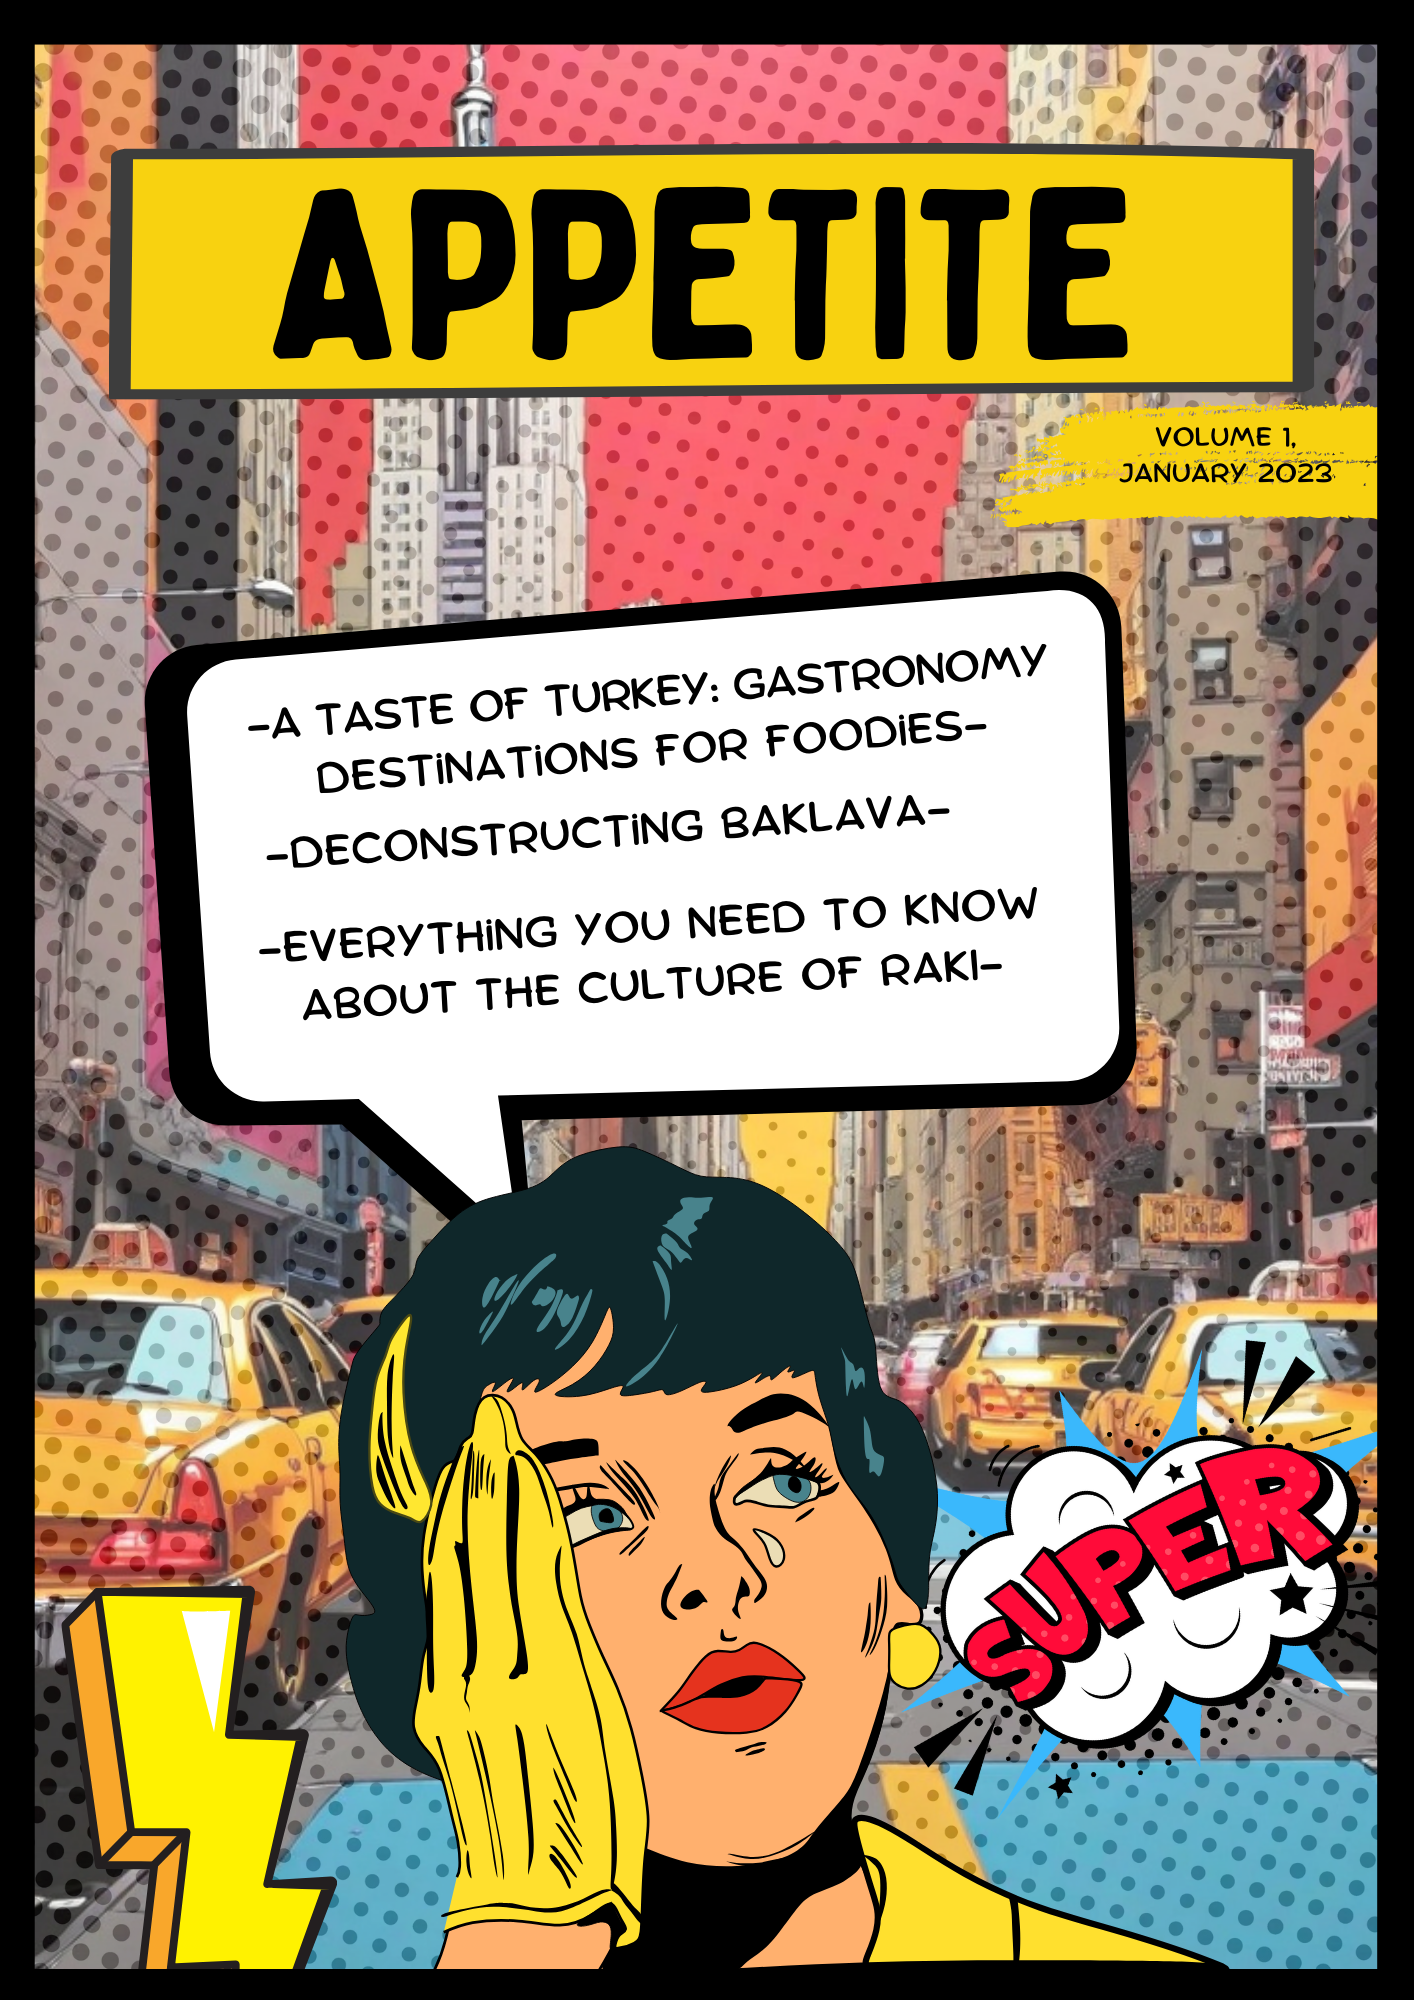 APPETITE
VOLUME 1,
JANUARY 2023
-A TASTE OF TURKEY: GASTRONOMY
DESTiNATiONS FOR FOODiES-
-DECONSTRUCTiNG BAKLAVA-
-EVERYTHiNG YOU NEED TO KNOW
ABOUT THE CULTURE OF RAKI-
SUPER